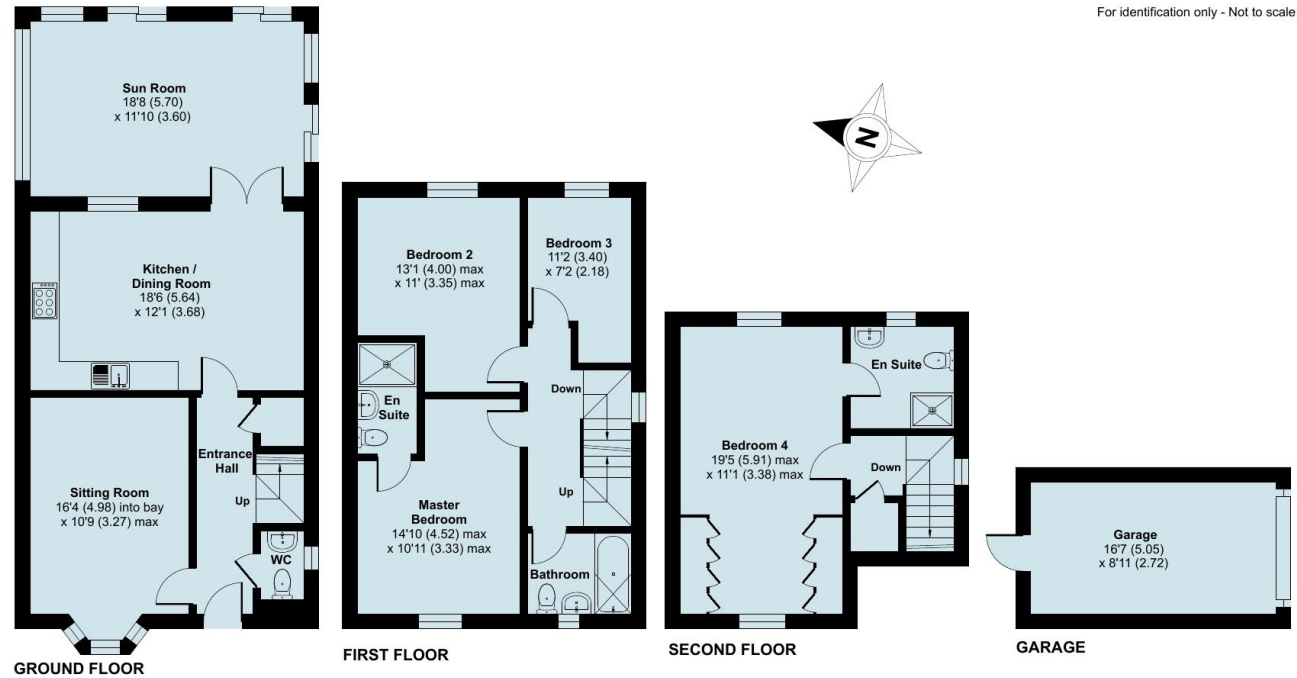 For identification only - Not to scale
Sun Room
18'8 (5.70)
x 11'10 (3.60)
Kitchen /
Dining Room
18'6 (5.64)
x 12'1 (3.68)
Entrance
Hall
Up
Sitting Room
16'4 (4.98) into bay
x 10'9 (3.27) max
WC
GROUND FLOOR
Bedroom 2
13'1 (4.00) max
x 11' (3.35) max
Bedroom 3
11'2 (3.40)
x 7'2 (2.18)
Down
En
Suite
Up
Master
Bedroom
14'10 (4.52) max
x 10'11 (3.33) max
Bathroom
FIRST FLOOR
N
En Suite
Bedroom 4
19'5 (5.91) max
x 11'1 (3.38) max
Down
SECOND FLOOR
Garage
16'7 (5.05)
x 8'11 (2.72)
GARAGE